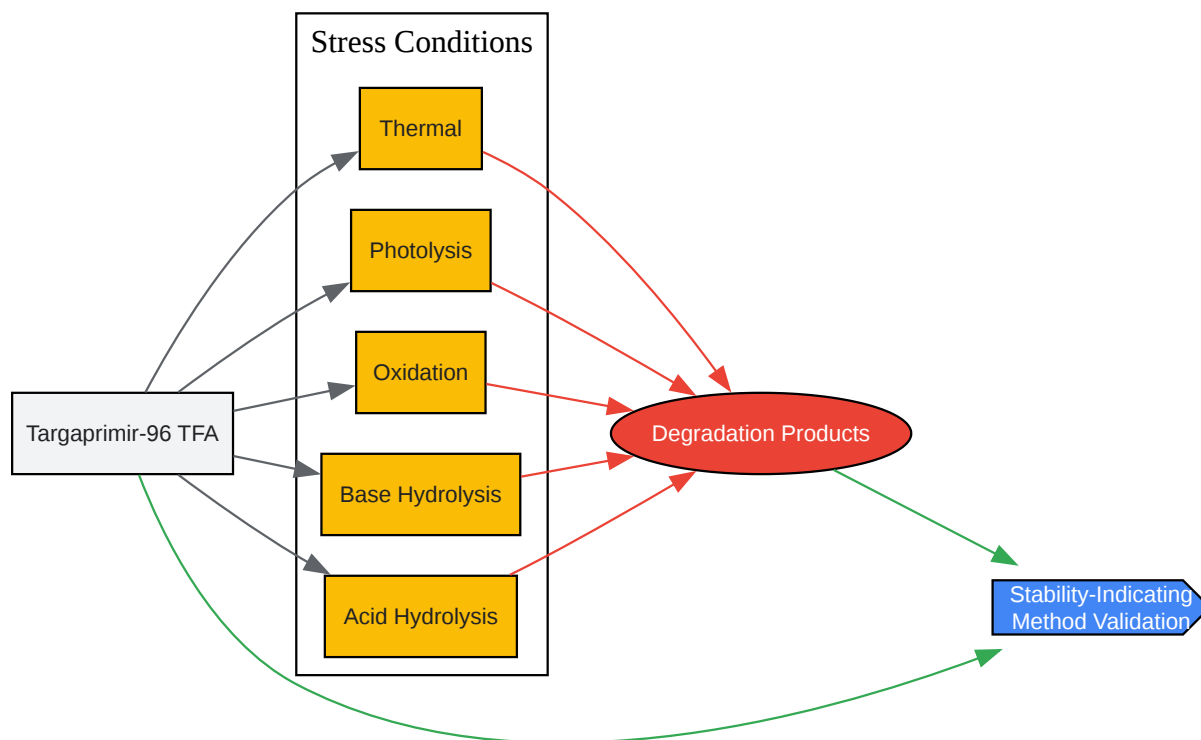 Stress Conditions
Thermal
Photolysis
Oxidation
Targaprimir-96 TFA
Degradation Products
Base Hydrolysis
Acid Hydrolysis
Stability-Indicating
Method Validation